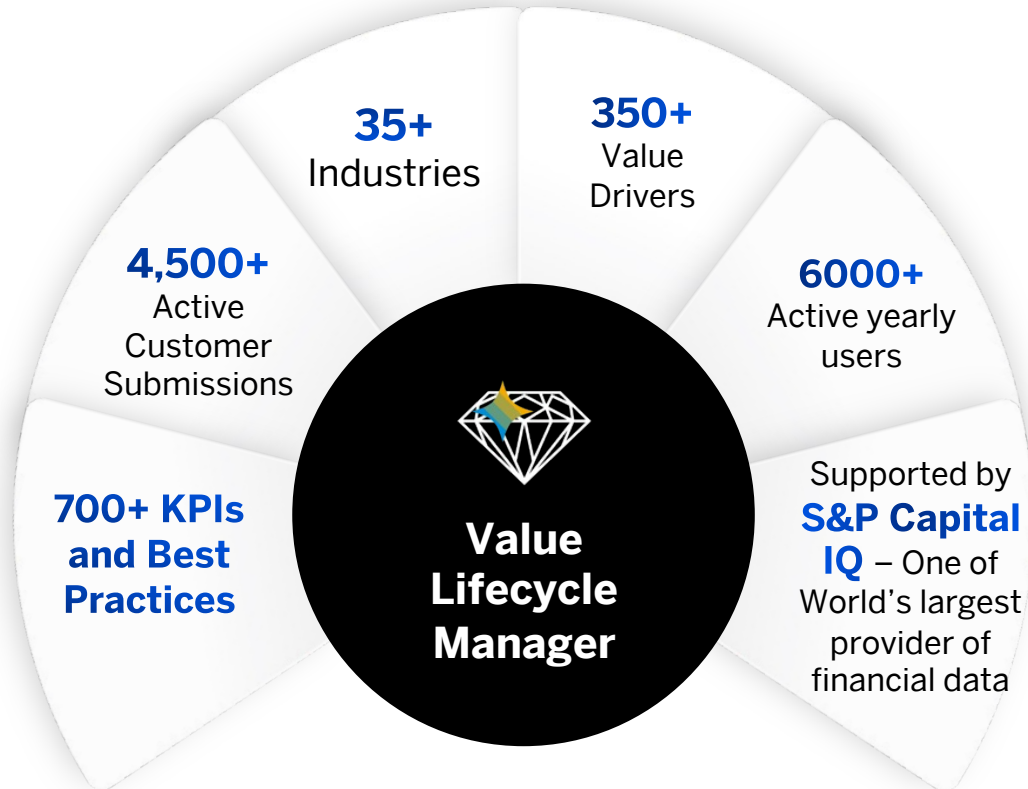 700+ KPIs
and Best
Practices
4,500+
Active
Customer
Submissions
35+
Industries
350+
Value
Drivers
6000+
Active yearly
users
Supported by
S&P Capital
IQ – One of
World's largest
provider of
financial data
Value
Lifecycle
Manager